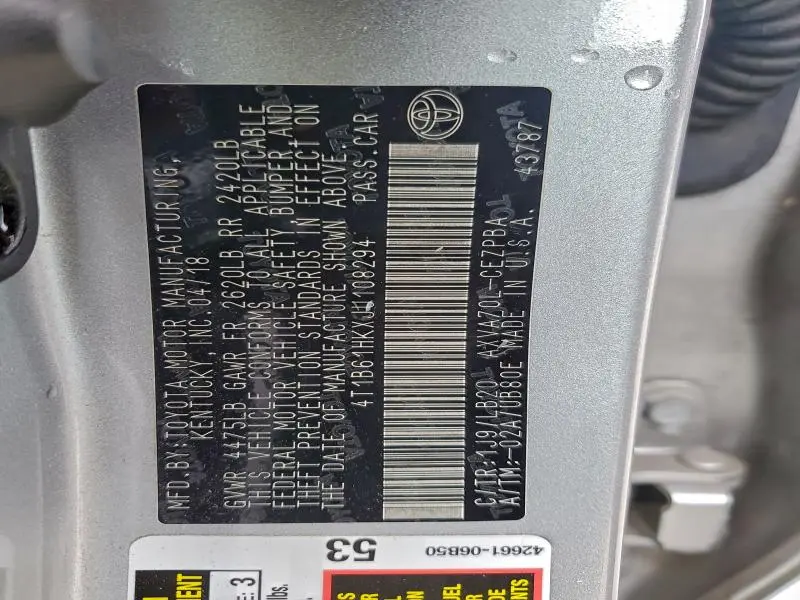 MFD. BY:TOYOTA MOTOR MANUFACTURING,
KENTUCKY, INC. 04/18
GVWR 4475LB GAWR FR 2620LB RR 2420LB
THIS VEHICLE CONFORMS TO ALL APPLICABLE
FEDERAL MOTOR VEHICLE SAFETY, BUMPER, AND
THEFT PREVENTION STANDARDS IN EFFECT ON
THE DATE OF MANUFACTURE SHOWN ABOVE.
4T1B61HKXJU108294 PASS. CAR
C/TR:1J9/LB20 AXVA70L-CEZPBA
A/TM:-02A/UB80E MADE IN U.S.A. 43787
53
42661-06B50